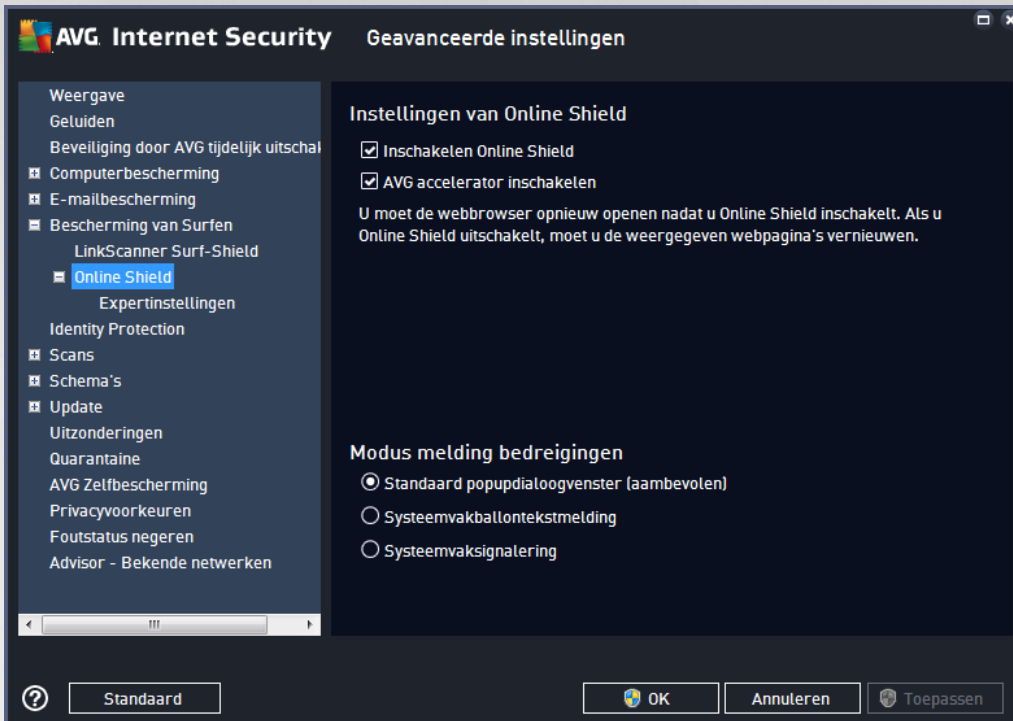 AVG. Internet Security
Geavanceerde instellingen
Weergave
Geluiden
Beveiliging door AVG tijdelijk uitschak
Computerbescherming
E-mailbescherming
Bescherming van Surfen
LinkScanner Surf-Shield
Online Shield
Expertinstellingen
Identity Protection
Scans
Schema's
Update
Uitzonderingen
Quarantaine
AVG Zelfbescherming
Privacyvoorkeuren
Foutstatus negeren
Advisor - Bekende netwerken
Instellingen van Online Shield
Inschakelen Online Shield
AVG accelerator inschakelen
U moet de webbrowser opnieuw openen nadat u Online Shield inschakelt. Als u
Online Shield uitschakelt, moet u de weergegeven webpagina's vernieuwen.
Modus melding bedreigingen
Standaard popupdialoogvenster (aambevolen)
Systeemvakballontekstmelding
Systeemvaksignalering
Standaard
OK
Annuleren
Toepassen